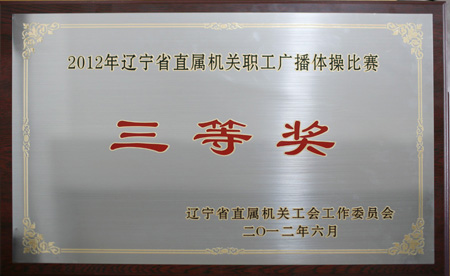 2012年辽宁省直属机关职工广播体操比赛
三等奖
辽宁省直属机关工会工作委员会
二〇一二年六月